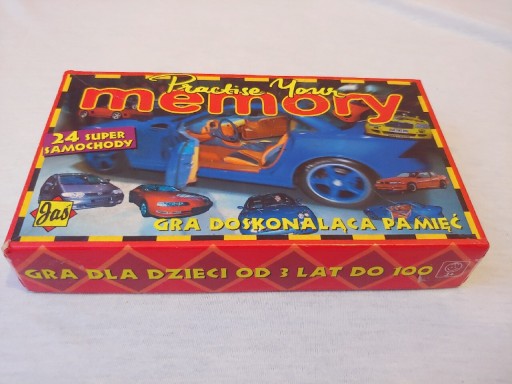 Practise Your
memory
24 SUPER
SAMOCHODY
Jas
GRA DOSKONALĄCA PAMIĘĆ
GRA DLA DZIECI OD 3 LAT DO 100